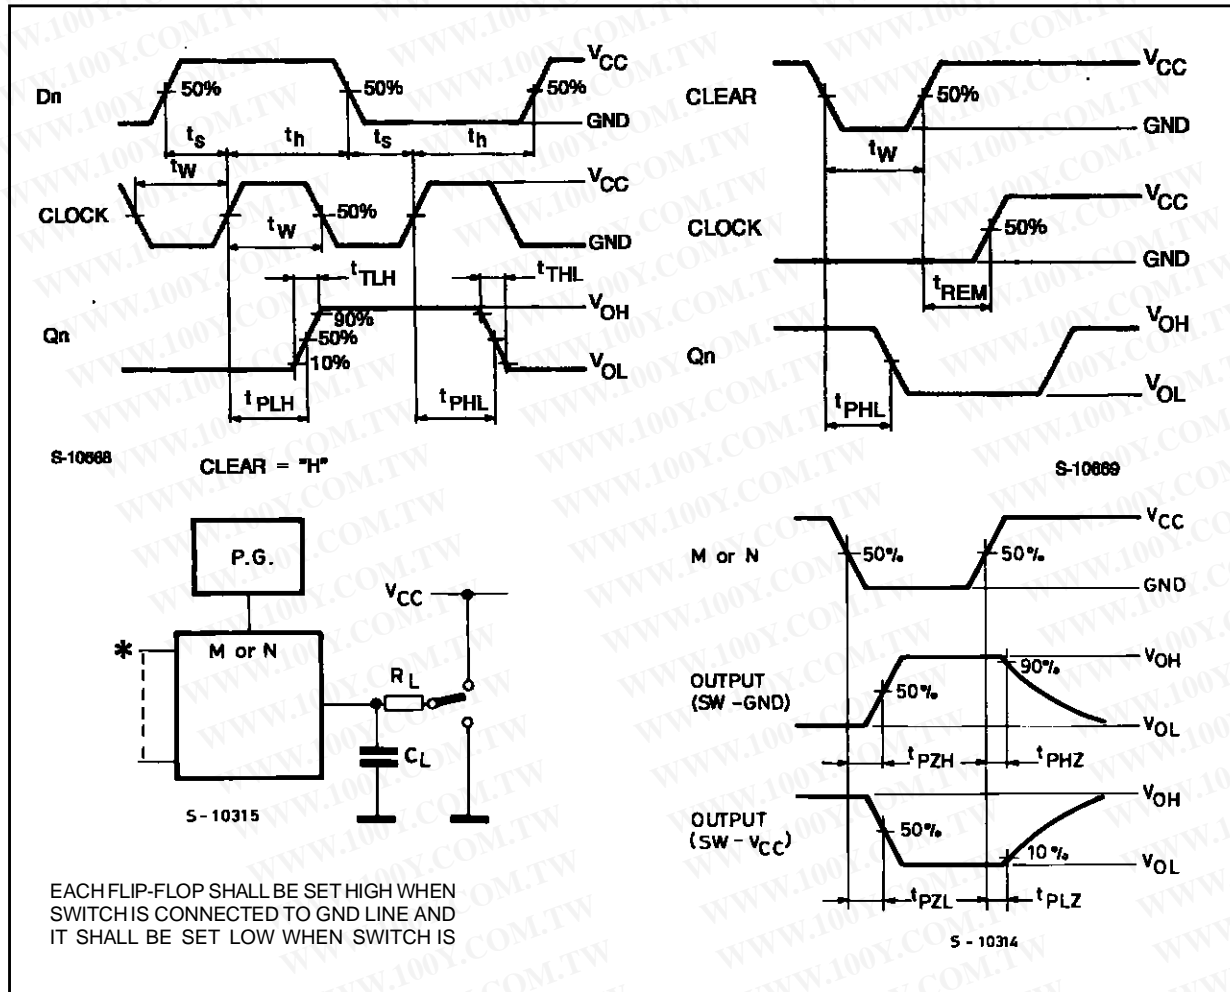 Dn
50%
50%
50%
VCC
GND
ts
th
ts
th
tW
VCC
CLOCK
50%
tW
GND
tTLH
tTHL
VOH
90%
Qn
50%
10%
VOL
tPLH
tPHL
S-10668
CLEAR = "H"
CLEAR
50%
VCC
GND
tW
VCC
CLOCK
50%
GND
tREM
VOH
Qn
VOL
tPHL
S-10669
P.G.
M or N
*
VCC
RL
CL
S-10315
EACH FLIP-FLOP SHALL BE SET HIGH WHEN
SWITCH IS CONNECTED TO GND LINE AND
IT SHALL BE SET LOW WHEN SWITCH IS
VCC
M or N
50%
50%
GND
VOH
90%
OUTPUT
(SW-GND)
50%
VOL
tPZH
tPHZ
VOH
OUTPUT
(SW-VCC)
50%
10%
VOL
tPZL
tPLZ
S-10314
WWW.100Y.COM.TW